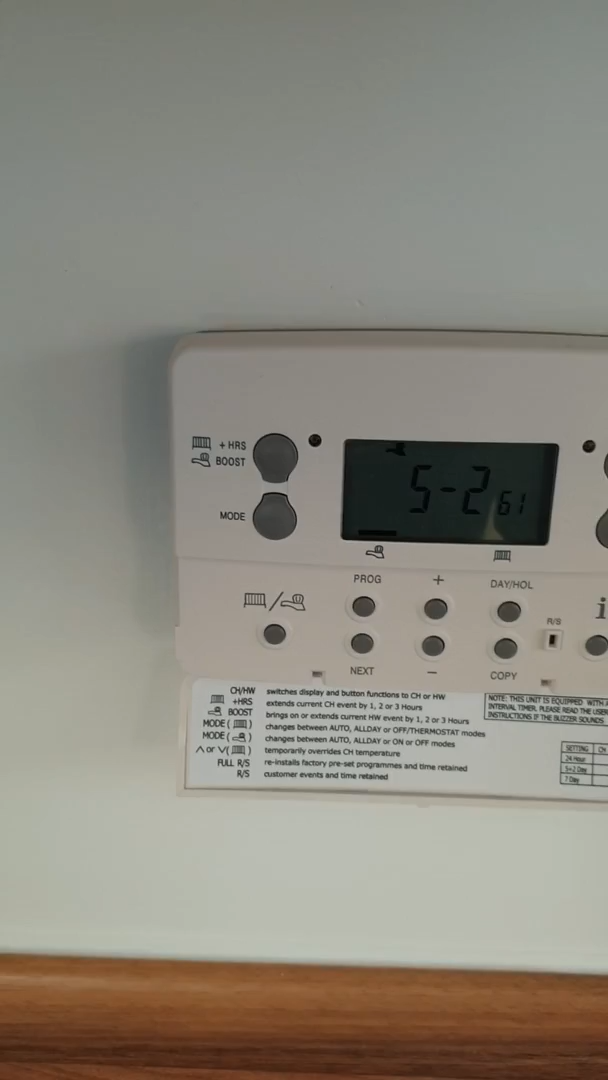 + HRS
BOOST
MODE
5-2 61
PROG
+
DAY/HOL
R/S
i
NEXT
−
COPY
CH/HW switches display and button functions to CH or HW
+HRS extends current CH event by 1, 2 or 3 Hours
BOOST brings on or extends current HW event by 1, 2 or 3 Hours
MODE ( ) changes between AUTO, ALLDAY or OFF/THERMOSTAT modes
MODE ( ) changes between AUTO, ALLDAY or ON or OFF modes
∧ or ∨( ) temporarily overrides CH temperature
FULL R/S re-installs factory pre-set programmes and time retained
R/S customer events and time retained
NOTE: THIS UNIT IS EQUIPPED WITH A
INTERVAL TIMER, PLEASE READ THE USER
INSTRUCTIONS IF THE BUZZER SOUNDS
SETTING CH
24 Hour
5+2 Day
7 Day